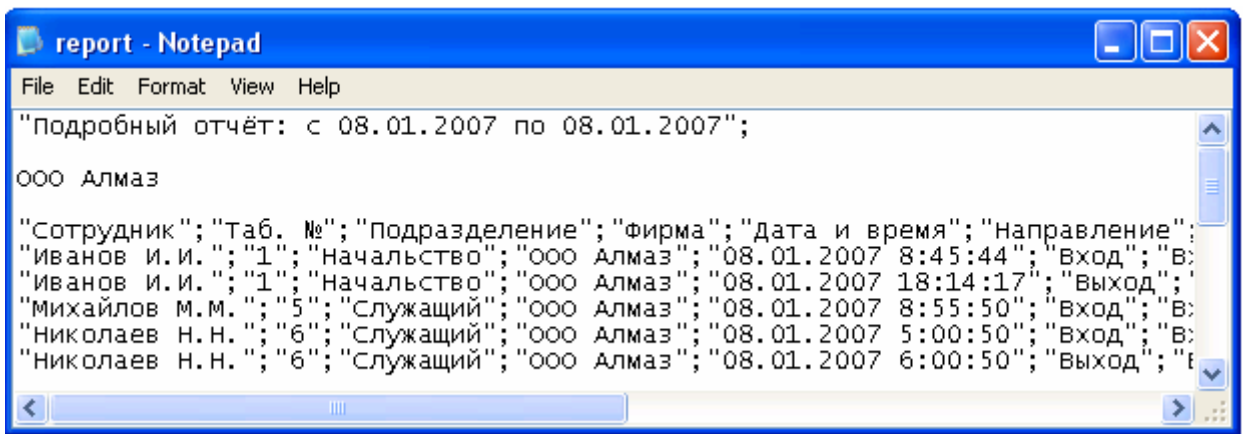 report - Notepad
File Edit Format View Help
"Подробный отчёт: с 08.01.2007 по 08.01.2007";
ООО Алмаз
"Сотрудник";"Таб. №";"Подразделение";"Фирма";"Дата и время";"Направление";
"Иванов И.И.";"1";"Начальство";"ООО Алмаз";"08.01.2007 8:45:44";"Вход";
"Иванов И.И.";"1";"Начальство";"ООО Алмаз";"08.01.2007 18:14:17";"Выход";"
"Михайлов М.М.";"5";"Служащий";"ООО Алмаз";"08.01.2007 8:55:50";"Вход";
"Николаев Н.Н.";"6";"Служащий";"ООО Алмаз";"08.01.2007 5:00:50";"Вход";
"Николаев Н.Н.";"6";"Служащий";"ООО Алмаз";"08.01.2007 6:00:50";"Выход";